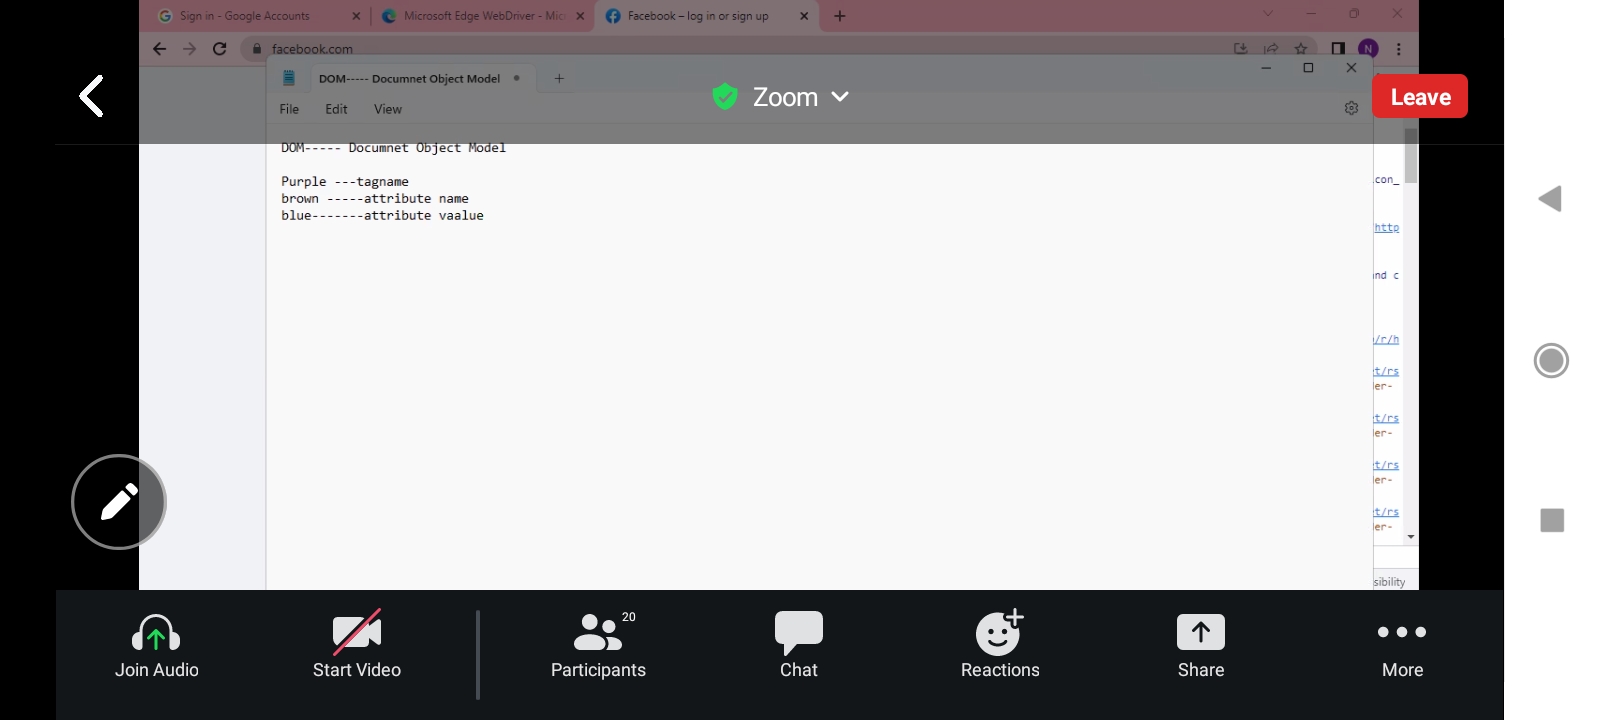 Sign in - Google Accounts
Microsoft Edge WebDriver - Mic
Facebook – log in or sign up
facebook.com
N
DOM----- Documnet Object Model
Zoom
Leave
File Edit View
DOM----- Documnet Object Model
Purple ---tagname
brown -----attribute name
blue-------attribute vaalue
con_
http
nd c
/r/h
t/rs
er-
t/rs
er-
t/rs
er-
t/rs
er-
sibility
20
Join Audio
Start Video
Participants
Chat
Reactions
Share
More